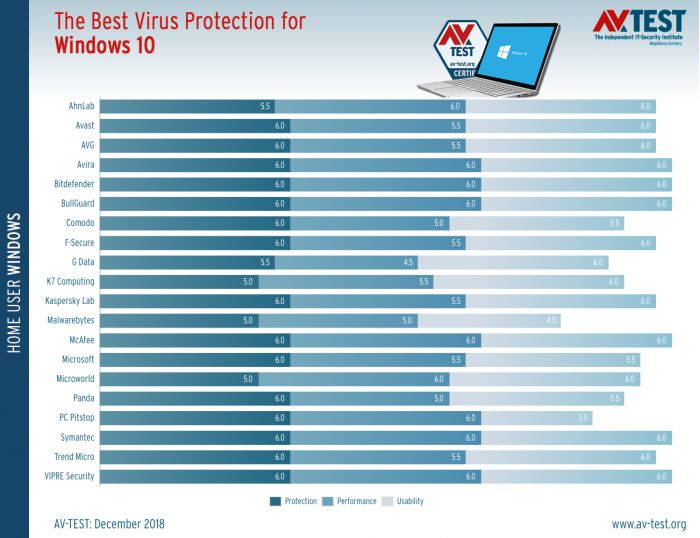 The Best Virus Protection for
Windows 10
AV TEST
av-test.org
CERTIF
Windows 10
AVTEST
The Independent IT-Security Institute
Magdeburg Germany
HOME USER WINDOWS
AhnLab 5.5 6.0 6.0
Avast 6.0 5.5 6.0
AVG 6.0 5.5 6.0
Avira 6.0 6.0 6.0
Bitdefender 6.0 6.0 6.0
BullGuard 6.0 6.0 6.0
Comodo 6.0 5.0 5.5
F-Secure 6.0 5.5 6.0
G Data 5.5 4.5 6.0
K7 Computing 5.0 5.5 6.0
Kaspersky Lab 6.0 5.5 6.0
Malwarebytes 5.0 5.0 4.5
McAfee 6.0 6.0 6.0
Microsoft 6.0 5.5 5.5
Microworld 5.0 6.0 6.0
Panda 6.0 5.0 5.5
PC Pitstop 6.0 6.0 3.5
Symantec 6.0 6.0 6.0
Trend Micro 6.0 5.5 6.0
VIPRE Security 6.0 6.0 6.0
Protection Performance Usability
AV-TEST: December 2018
www.av-test.org